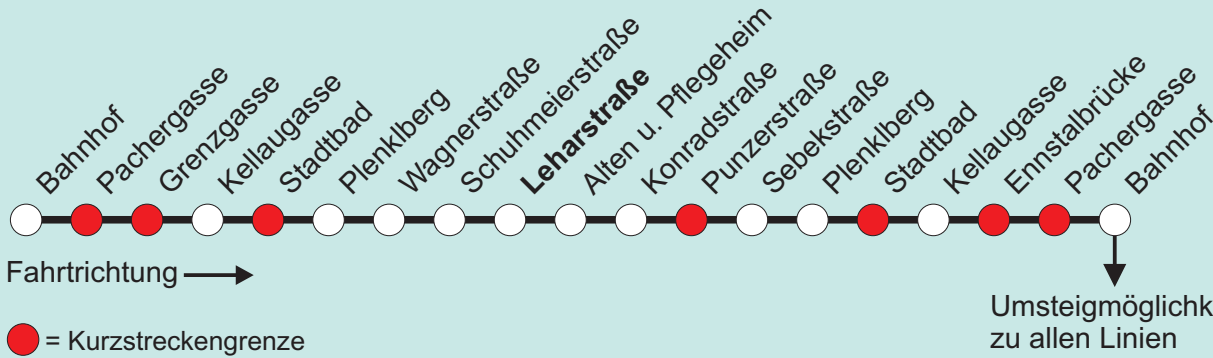 Bahnhof
Pachergasse
Grenzgasse
Kellaugasse
Stadtbad
Plenklberg
Wagnerstraße
Schuhmeierstraße
Leharstraße
Alten u. Pflegeheim
Konradstraße
Punzerstraße
Sebekstraße
Plenklberg
Stadtbad
Kellaugasse
Ennstalbrücke
Pachergasse
Bahnhof
Fahrtrichtung
Umsteigmöglichk
zu allen Linien
= Kurzstreckengrenze